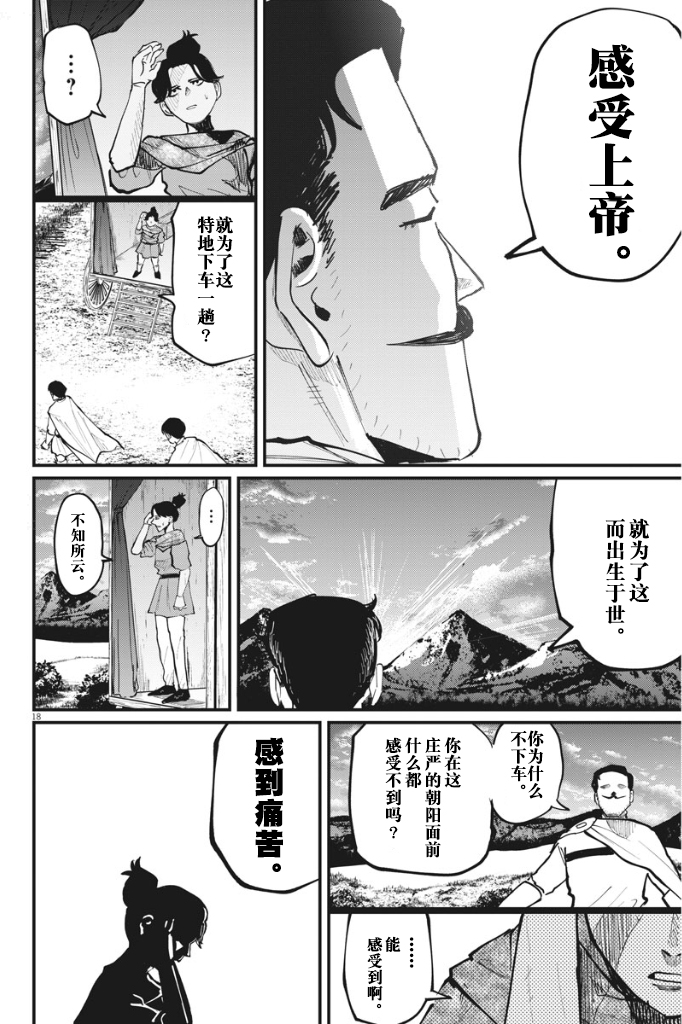 感受上帝。
…？
就为了这
特地下车一趟？
就为了这
而出生于世。
…
不知所云。
18
你为什么
不下车。
你在这
庄严的朝阳面前
什么都
感受不到吗？
……能
感受到啊。
感到痛苦。